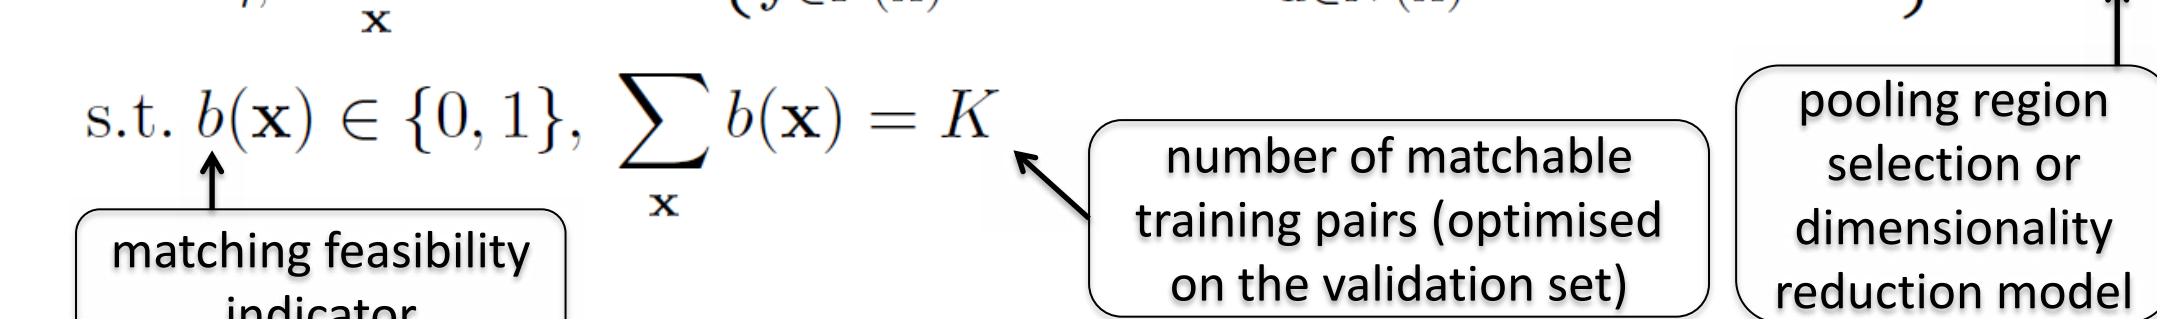 x
s.t. b(x) ∈ {0, 1}, ∑ b(x) = K
x
matching feasibility
indicator
number of matchable
training pairs (optimised
on the validation set)
pooling region
selection or
dimensionality
reduction model